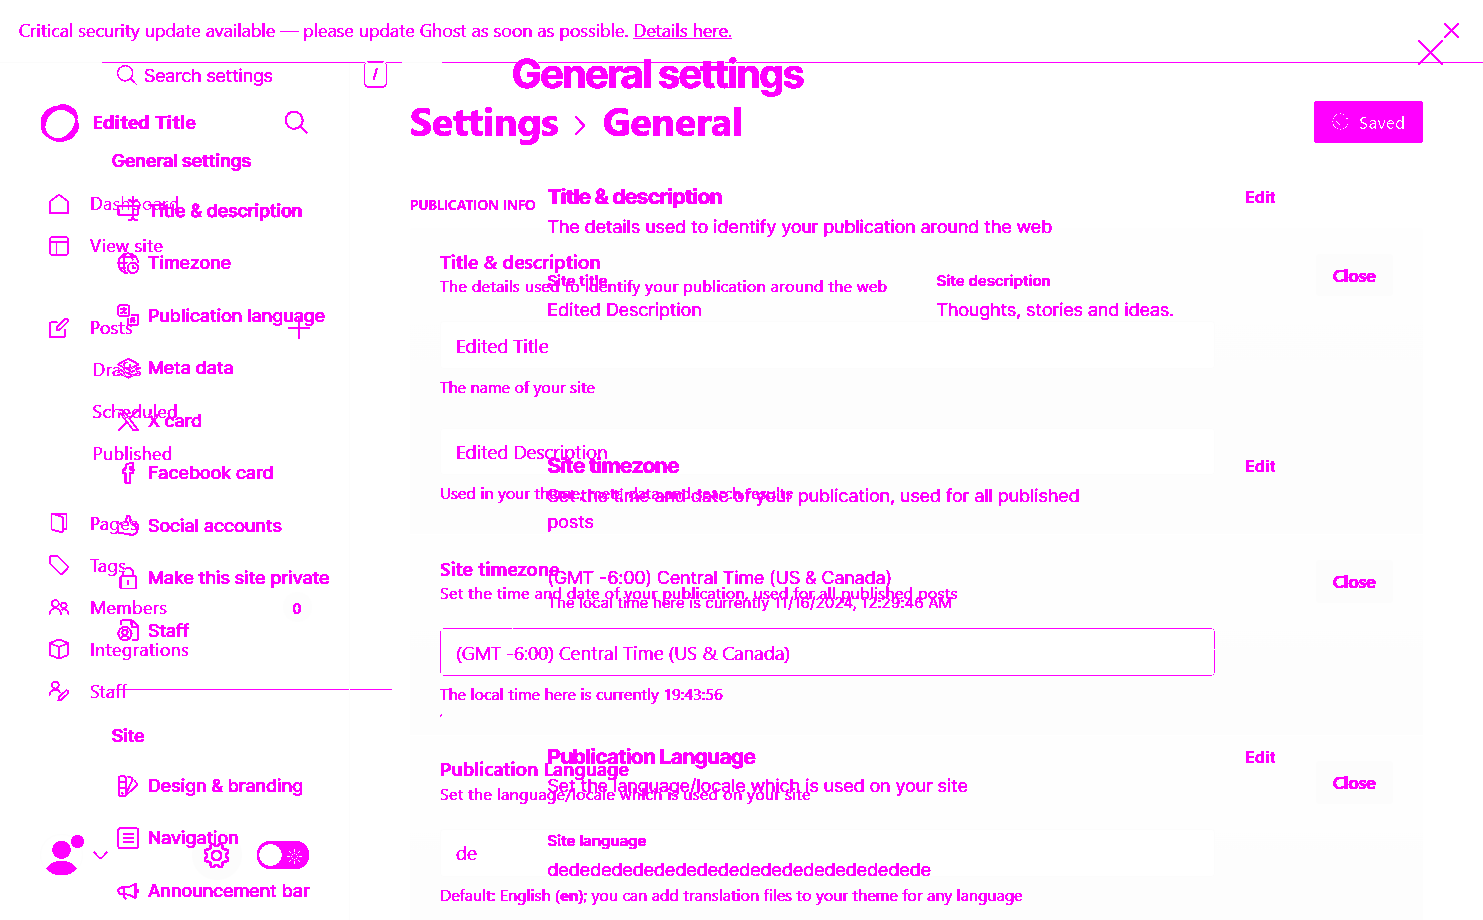 Critical security update available — please update Ghost as soon as possible. Details here.
Search settings
/
General settings
Edited Title
Settings › General
Saved
General settings
Dashboard
Title & description
View site
Timezone
Publication language
Posts
Drafts
Meta data
Scheduled
X card
Published
Facebook card
Pages
Social accounts
Tags
Make this site private
Members 0
Staff
Integrations
Staff
Site
Design & branding
Navigation
Announcement bar
PUBLICATION INFO
Title & description
Edit
The details used to identify your publication around the web
Title & description
Close
The details used to identify your publication around the web
Site title
Site description
Edited Description
Thoughts, stories and ideas.
Edited Title
The name of your site
Edited Description
Site timezone
Edit
Used in your theme, meta data and search results
Set the time and date of your publication, used for all published
posts
Site timezone
(GMT -6:00) Central Time (US & Canada)
Close
Set the time and date of your publication, used for all published posts
The local time here is currently 11/16/2024, 12:29:46 AM
(GMT -6:00) Central Time (US & Canada)
The local time here is currently 19:43:56
Publication Language
Edit
Publication Language
Set the language/locale which is used on your site
Close
Set the language/locale which is used on your site
Site language
de
dededededededededededededededededede
Default: English (en); you can add translation files to your theme for any language